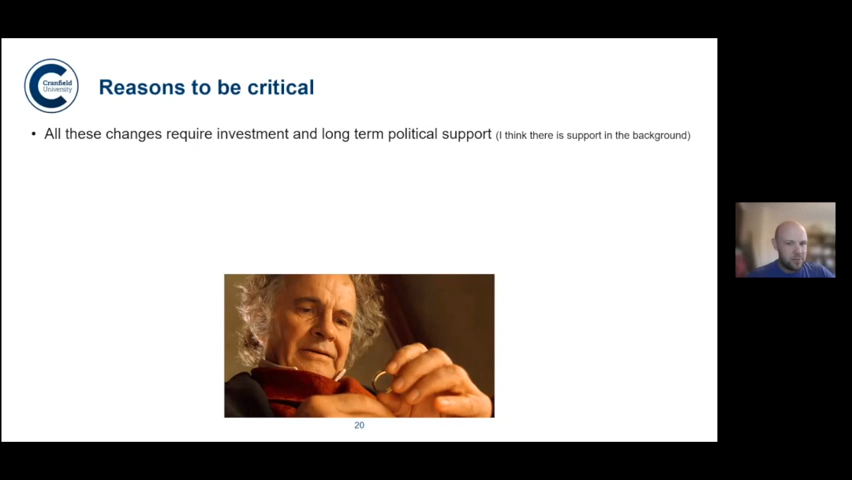 Cranfield
University
Reasons to be critical
• All these changes require investment and long term political support (I think there is support in the background)
20